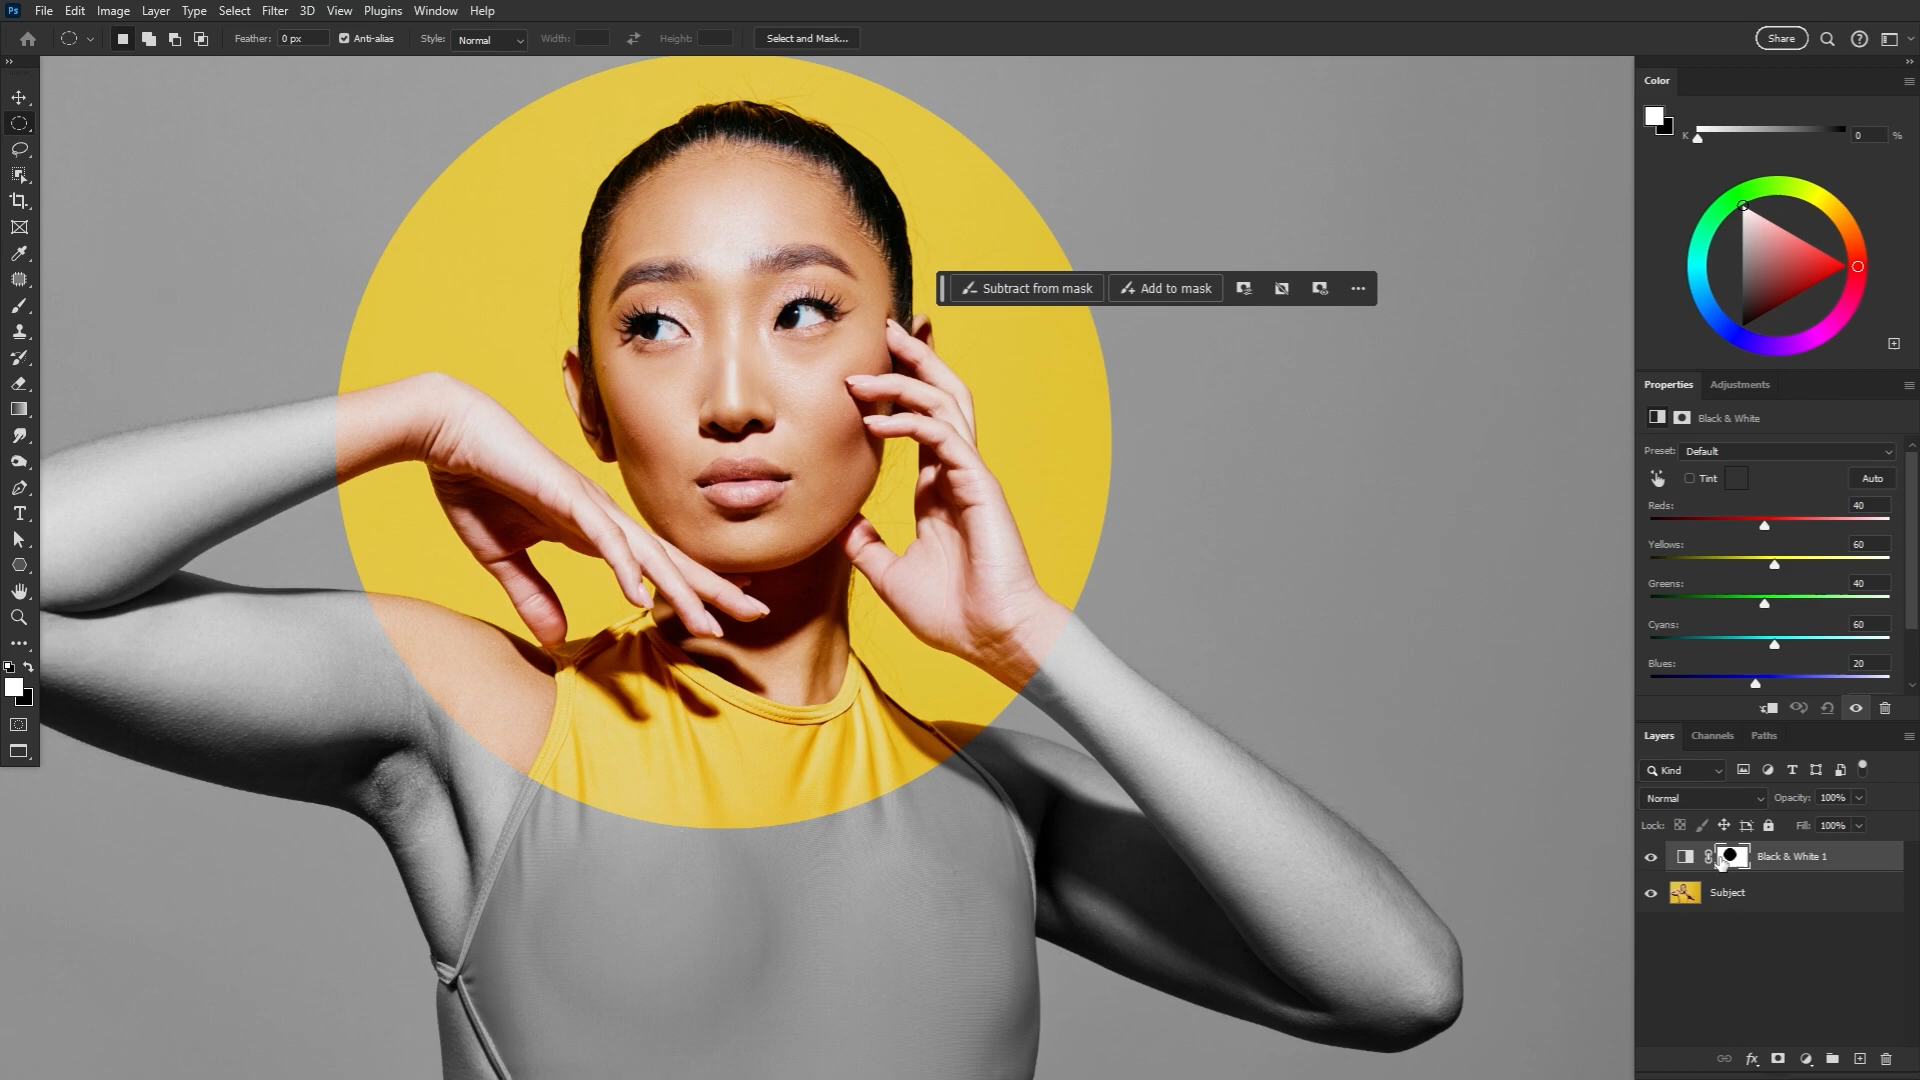 Ps File Edit Image Layer Type Select Filter 3D View Plugins Window Help
Feather: 0 px Anti-alias Style: Normal Width: Height: Select and Mask... Share
Color
K 0 %
Subtract from mask Add to mask
Properties Adjustments
Black & White
Preset: Default
Tint Auto
Reds: 40
Yellows: 60
Greens: 40
Cyans: 60
Blues: 20
Layers Channels Paths
Kind
Normal Opacity: 100%
Lock: Fill: 100%
Black & White 1
Subject